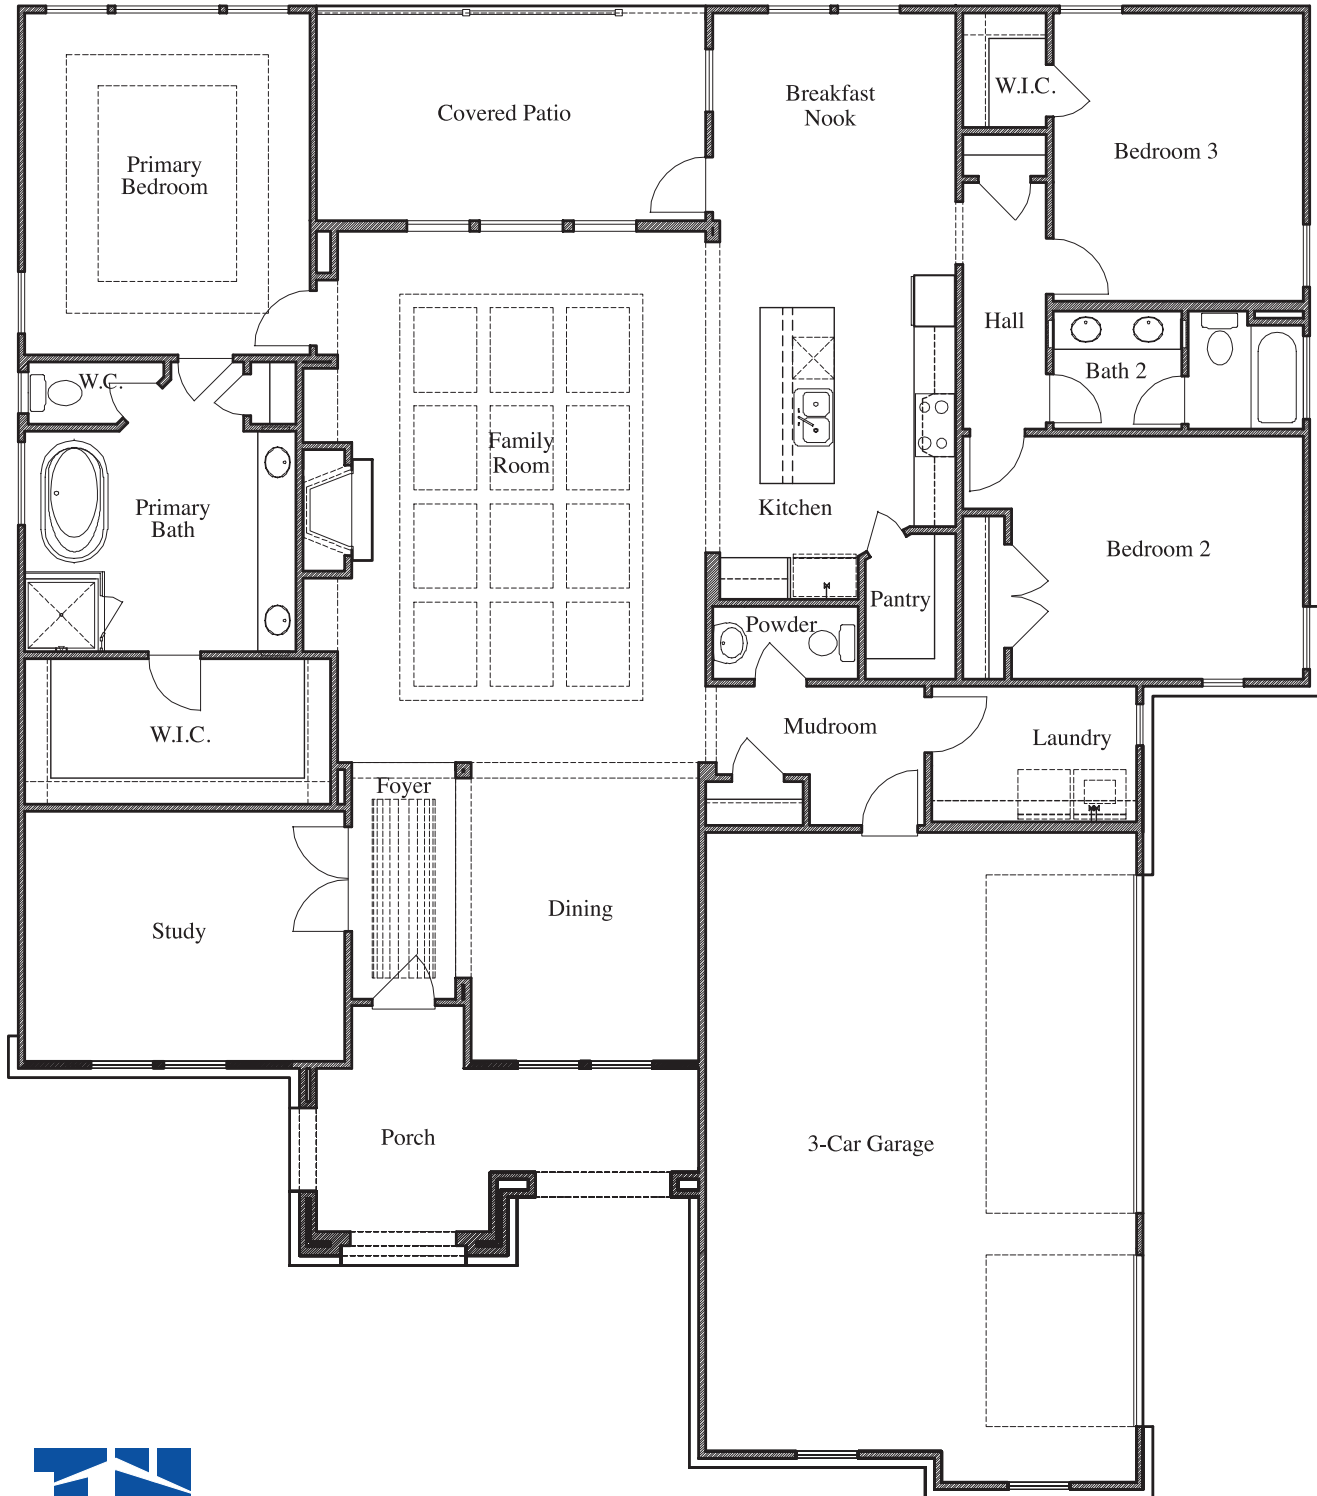 Covered Patio
Breakfast
Nook
W.I.C.
Bedroom 3
Primary
Bedroom
Hall
Bath 2
W.C.
Family
Room
Primary
Bath
Kitchen
Bedroom 2
Pantry
Powder
W.I.C.
Mudroom
Laundry
Foyer
Study
Dining
Porch
3-Car Garage